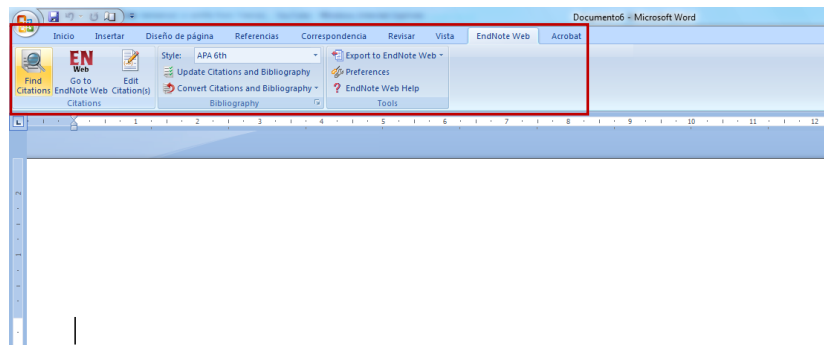 Documento6 - Microsoft Word
Inicio Insertar Diseño de página Referencias Correspondencia Revisar Vista EndNote Web Acrobat
Find Citations
EN Web
Go to EndNote Web
Edit Citation(s)
Citations
Style: APA 6th
Update Citations and Bibliography
Convert Citations and Bibliography
Bibliography
Export to EndNote Web
Preferences
? EndNote Web Help
Tools
L 1 2 3 4 5 6 7 8 9 10 11 12
2
1